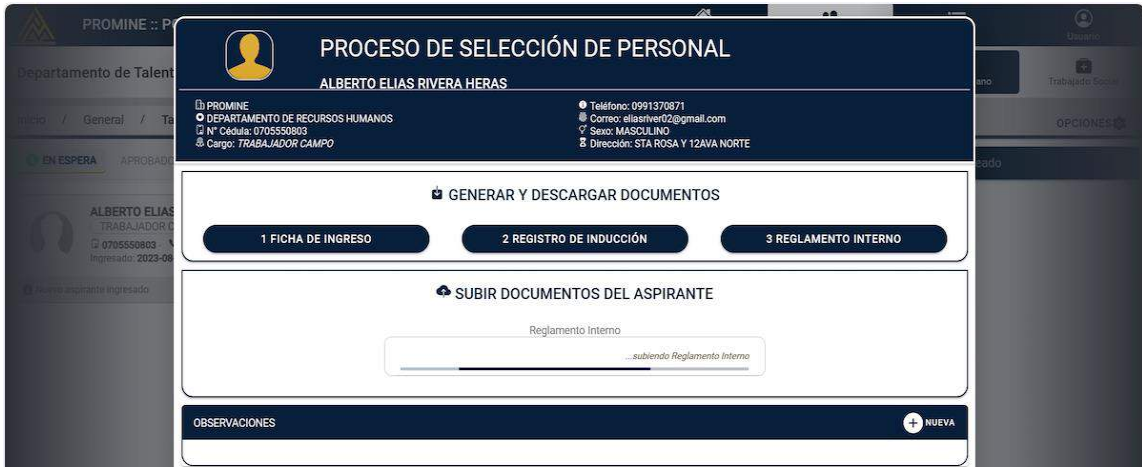 PROMINE :: P
Usuario
Departamento de Talent
ano
Trabajado Social
Inicio / General / Ta
OPCIONES
EN ESPERA APROBADO
eado
ALBERTO ELIAS
TRABAJADOR C
0705550803
Ingresado: 2023-08
Nuevo aspirante ingresado
PROCESO DE SELECCIÓN DE PERSONAL
ALBERTO ELIAS RIVERA HERAS
PROMINE
DEPARTAMENTO DE RECURSOS HUMANOS
N° Cédula: 0705550803
Cargo: TRABAJADOR CAMPO
Teléfono: 0991370871
Correo: eliasriver02@gmail.com
Sexo: MASCULINO
Dirección: STA ROSA Y 12AVA NORTE
GENERAR Y DESCARGAR DOCUMENTOS
1 FICHA DE INGRESO
2 REGISTRO DE INDUCCIÓN
3 REGLAMENTO INTERNO
SUBIR DOCUMENTOS DEL ASPIRANTE
Reglamento Interno
...subiendo Reglamento Interno
OBSERVACIONES
NUEVA